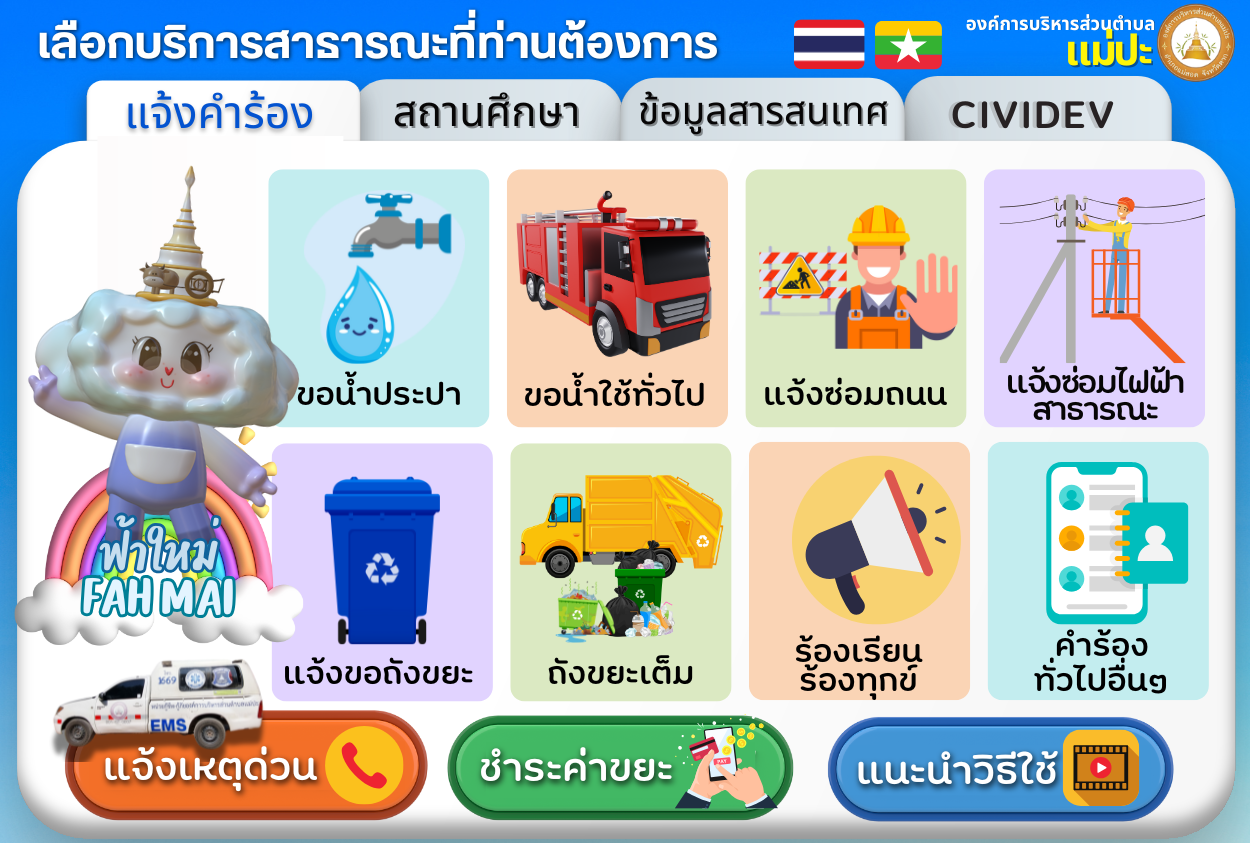 เลือกบริการสาธารณะที่ท่านต้องการ
องค์การบริหารส่วนตำบล
แม่ปะ
แจ้งคำร้อง
สถานศึกษา
ข้อมูลสารสนเทศ
CIVIDEV
ขอน้ำประปา
ขอน้ำใช้ทั่วไป
แจ้งซ่อมถนน
แจ้งซ่อมไฟฟ้า
สาธารณะ
ฟ้าใหม่
FAH MAI
แจ้งขอถังขยะ
ถังขยะเต็ม
ร้องเรียน
ร้องทุกข์
คำร้อง
ทั่วไปอื่นๆ
1669
EMS
แจ้งเหตุด่วน
ชำระค่าขยะ
PAY
แนะนำวิธีใช้